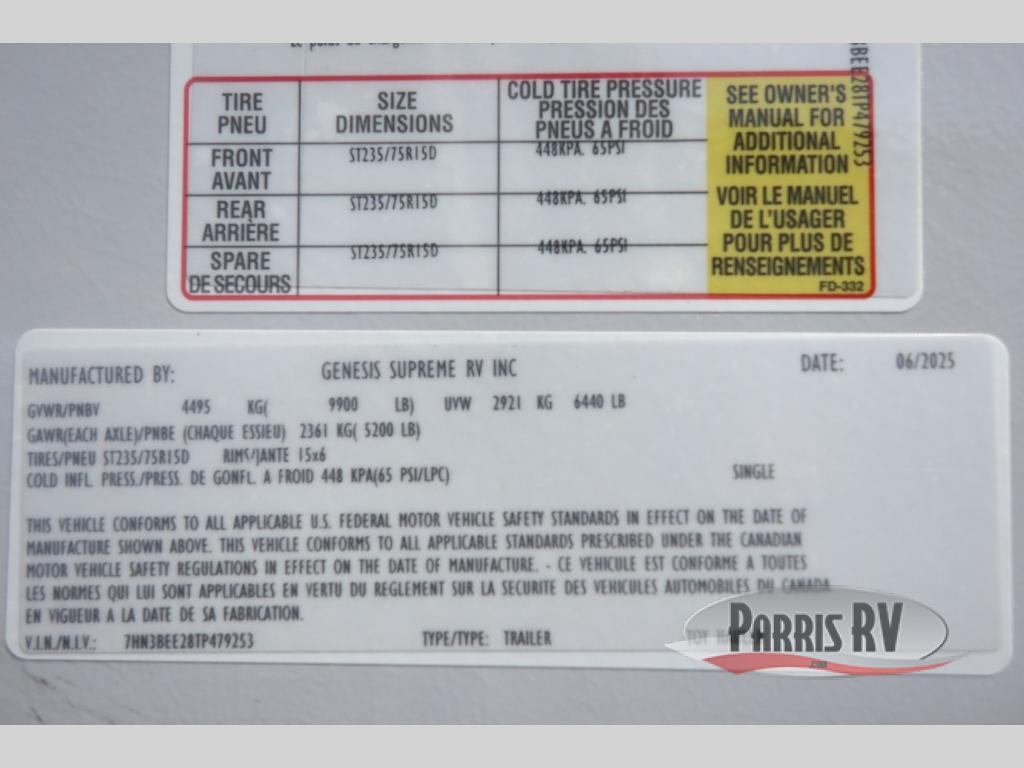 TIRE
PNEU
SIZE
DIMENSIONS
COLD TIRE PRESSURE
PRESSION DES
PNEUS A FROID
SEE OWNER'S
MANUAL FOR
ADDITIONAL
INFORMATION
VOIR LE MANUEL
DE L'USAGER
POUR PLUS DE
RENSEIGNEMENTS
FD-332
FRONT
AVANT
ST235/75R15D
448KPA. 65PSI
REAR
ARRIÈRE
ST235/75R15D
448KPA. 65PSI
SPARE
DE SECOURS
ST235/75R15D
448KPA. 65PSI
MANUFACTURED BY: GENESIS SUPREME RV INC DATE: 06/2025
GVWR/PNBV 4495 KG( 9900 LB) UVW 2921 KG 6440 LB
GAWR(EACH AXLE)/PNBE (CHAQUE ESSIEU) 2361 KG( 5200 LB)
TIRES/PNEU ST235/75R15D RIMS/JANTE 15x6
COLD INFL. PRESS./PRESS. DE GONFL. A FROID 448 KPA(65 PSI/LPC) SINGLE
THIS VEHICLE CONFORMS TO ALL APPLICABLE U.S. FEDERAL MOTOR VEHICLE SAFETY STANDARDS IN EFFECT ON THE DATE OF
MANUFACTURE SHOWN ABOVE. THIS VEHICLE CONFORMS TO ALL APPLICABLE STANDARDS PRESCRIBED UNDER THE CANADIAN
MOTOR VEHICLE SAFETY REGULATIONS IN EFFECT ON THE DATE OF MANUFACTURE. - CE VEHICULE EST CONFORME A TOUTES
LES NORMES QUI LUI SONT APPLICABLES EN VERTU DU REGLEMENT SUR LA SECURITE DES VEHICULES AUTOMOBILES DU CANADA
EN VIGUEUR A LA DATE DE SA FABRICATION.
V.I.N./N.I.V.: 7HN3BEE28TP479253 TYPE/TYPE: TRAILER TOY
PARRIS RV
.com